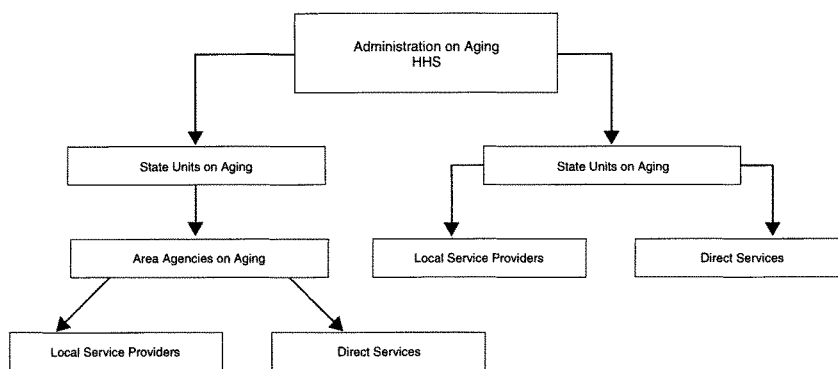 Administration on Aging
HHS
State Units on Aging
State Units on Aging
Area Agencies on Aging
Local Service Providers
Direct Services
Local Service Providers
Direct Services